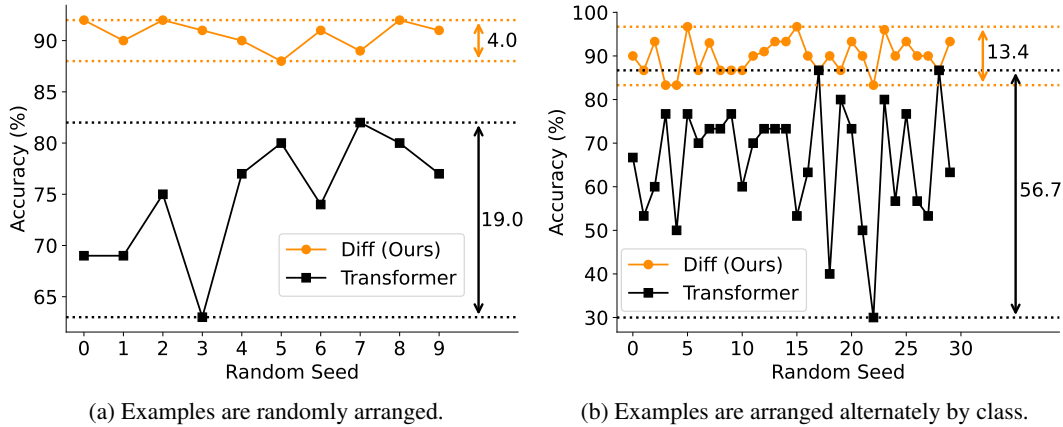 Accuracy (%)
90
85
80
75
70
65
0 1 2 3 4 5 6 7 8 9
Random Seed
4.0
19.0
Diff (Ours)
Transformer
(a) Examples are randomly arranged.
Accuracy (%)
100
90
80
70
60
50
40
30
0 5 10 15 20 25 30
Random Seed
13.4
56.7
Diff (Ours)
Transformer
(b) Examples are arranged alternately by class.